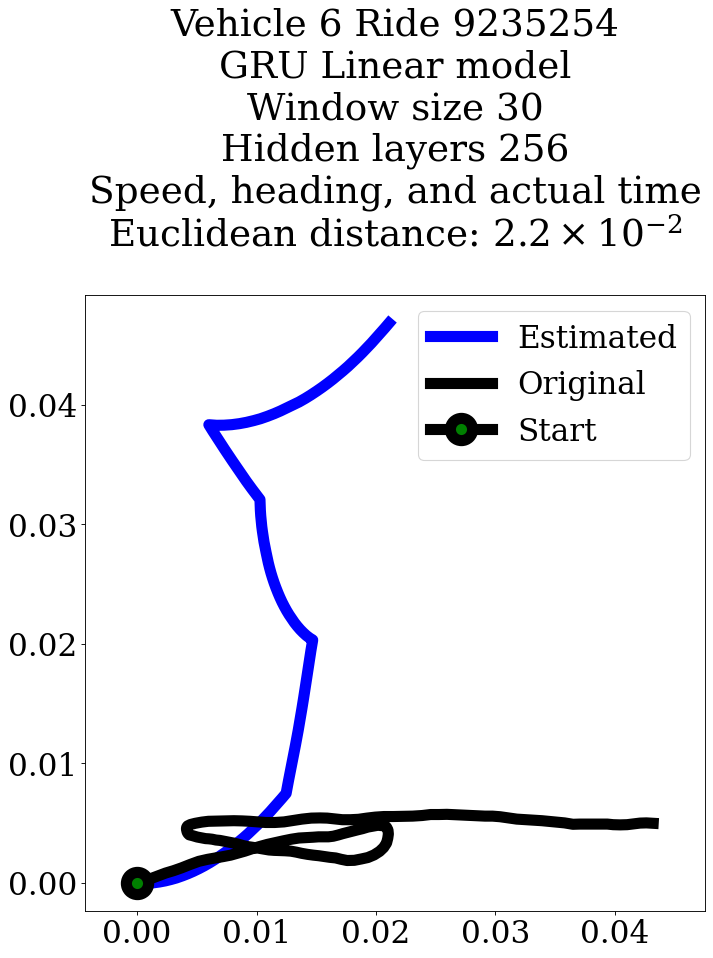 Vehicle 6 Ride 9235254
GRU Linear model
Window size 30
Hidden layers 256
Speed, heading, and actual time
Euclidean distance: 2.2 × 10⁻²
Estimated
Original
Start
0.04
0.03
0.02
0.01
0.00
0.00 0.01 0.02 0.03 0.04